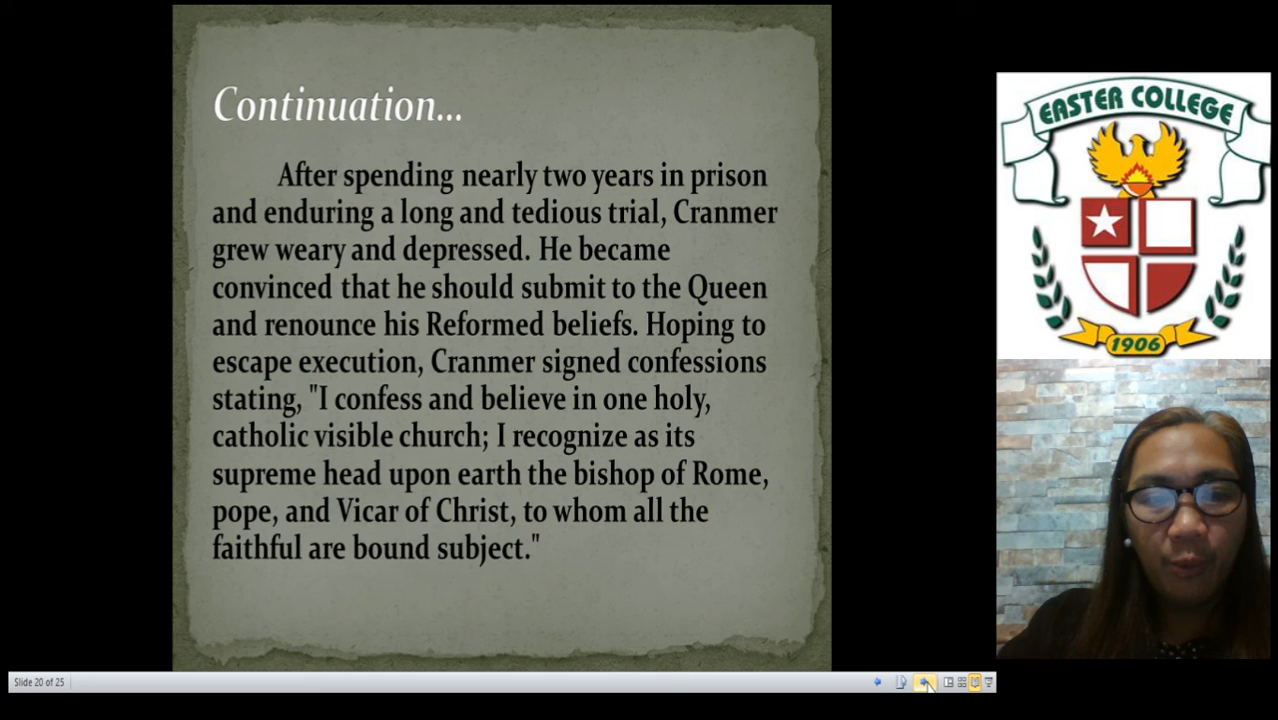 Continuation...
After spending nearly two years in prison
and enduring a long and tedious trial, Cranmer
grew weary and depressed. He became
convinced that he should submit to the Queen
and renounce his Reformed beliefs. Hoping to
escape execution, Cranmer signed confessions
stating, "I confess and believe in one holy,
catholic visible church; I recognize as its
supreme head upon earth the bishop of Rome,
pope, and Vicar of Christ, to whom all the
faithful are bound subject."
Slide 20 of 25
EASTER COLLEGE
1906